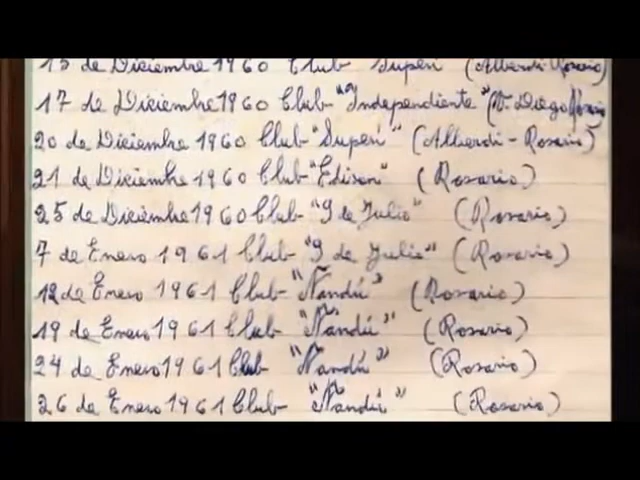 de Diciembre 1960 Club Superi (Alberdi-Rosario)
17 de Diciembre 1960 Club "Independiente" Diego
20 de Diciembre 1960 Club "Superi" (Alberdi-Rosario)
21 de Diciembre 1960 Club "Edison" (Rosario)
25 de Diciembre 1960 Club "9 de Julio" (Rosario)
7 de Enero 1961 Club "9 de Julio" (Rosario)
12 de Enero 1961 Club "Ñandú" (Rosario)
19 de Enero 1961 Club "Ñandú" (Rosario)
24 de Enero 1961 Club "Ñandú" (Rosario)
26 de Enero 1961 Club "Ñandú" (Rosario)